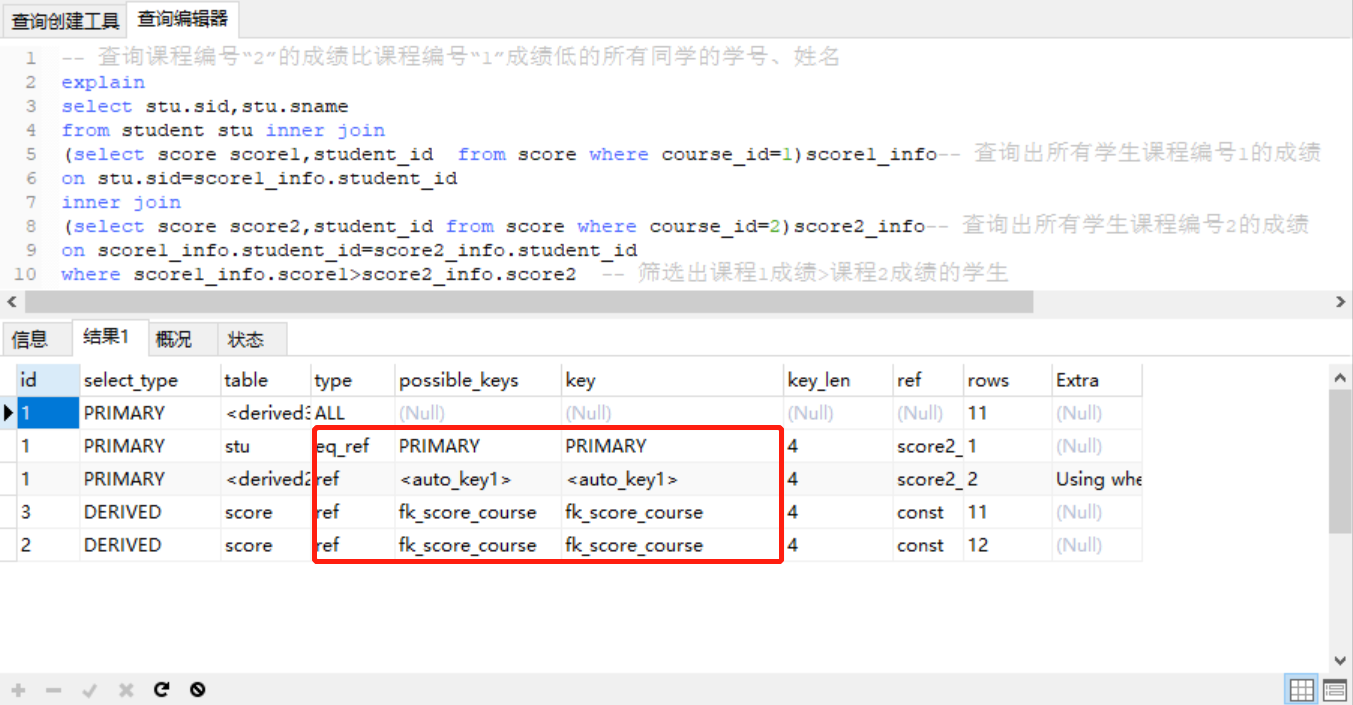 查询创建工具 查询编辑器
1 -- 查询课程编号“2”的成绩比课程编号“1”成绩低的所有同学的学号、姓名
2 explain
3 select stu.sid,stu.sname
4 from student stu inner join
5 (select score score1,student_id  from score where course_id=1)score1_info-- 查询出所有学生课程编号1的成绩
6 on stu.sid=score1_info.student_id
7 inner join
8 (select score score2,student_id from score where course_id=2)score2_info-- 查询出所有学生课程编号2的成绩
9 on score1_info.student_id=score2_info.student_id
10 where score1_info.score1>score2_info.score2  -- 筛选出课程1成绩>课程2成绩的学生
信息 结果1 概况 状态
id select_type table type possible_keys key key_len ref rows Extra
1 PRIMARY <derived3 ALL (Null) (Null) (Null) (Null) 11 (Null)
1 PRIMARY stu eq_ref PRIMARY PRIMARY 4 score2_ 1 (Null)
1 PRIMARY <derived2 ref <auto_key1> <auto_key1> 4 score2_ 2 Using whe
3 DERIVED score ref fk_score_course fk_score_course 4 const 11 (Null)
2 DERIVED score ref fk_score_course fk_score_course 4 const 12 (Null)